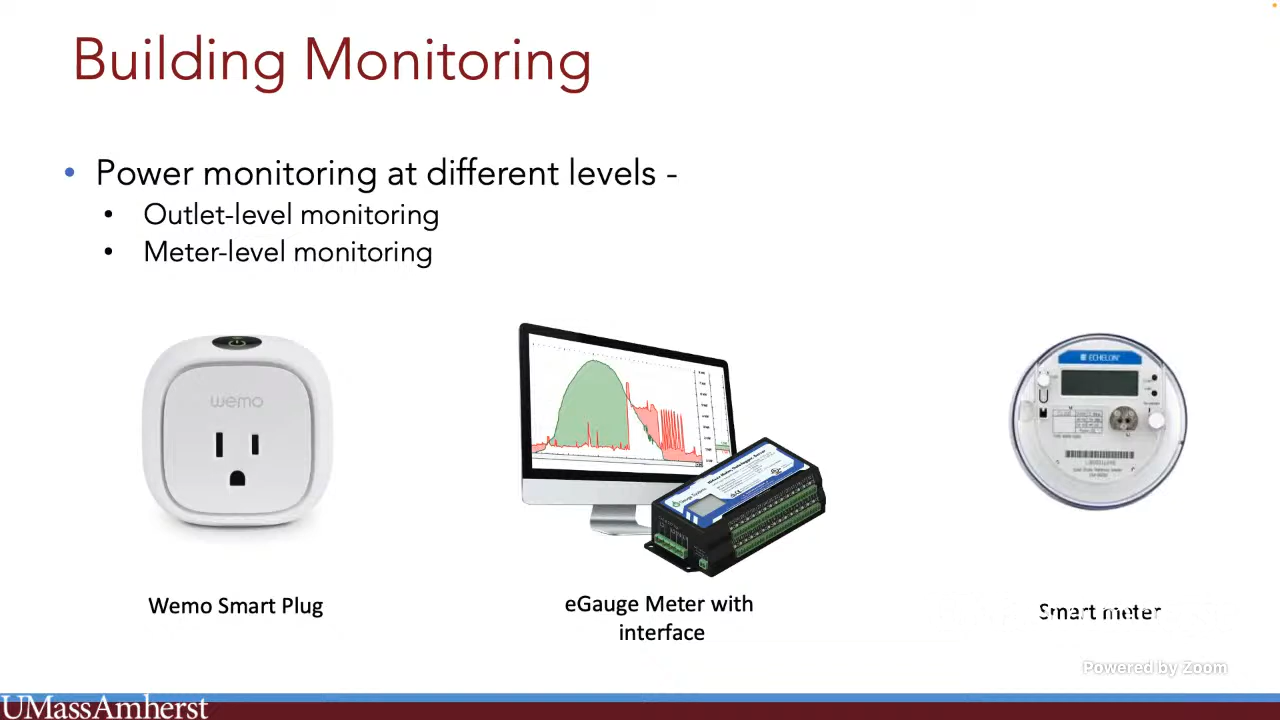 Building Monitoring
• Power monitoring at different levels -
• Outlet-level monitoring
• Meter-level monitoring
wemo
ECHELON
Wemo Smart Plug
eGauge Meter with
interface
Smart meter
Powered by Zoom
UMassAmherst